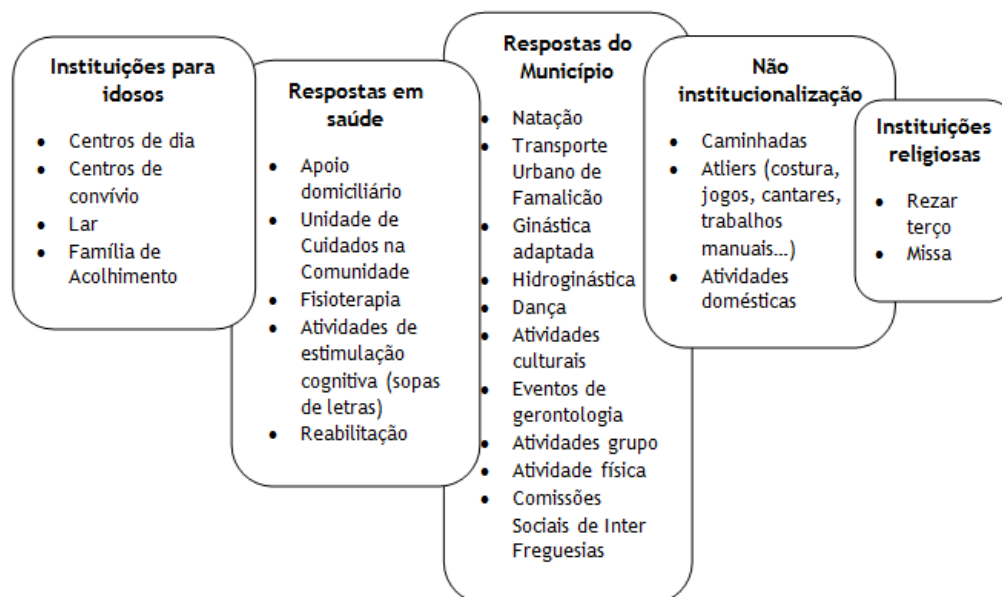 Instituições para
idosos
• Centros de dia
• Centros de
convívio
• Lar
• Família de
Acolhimento
Respostas em
saúde
• Apoio
domiciliário
• Unidade de
Cuidados na
Comunidade
• Fisioterapia
• Atividades de
estimulação
cognitiva (sopas
de letras)
• Reabilitação
Respostas do
Município
• Natação
• Transporte
Urbano de
Famalicão
• Ginástica
adaptada
• Hidroginástica
• Dança
• Atividades
culturais
• Eventos de
gerontologia
• Atividades grupo
• Atividade física
• Comissões
Sociais de Inter
Freguesias
Não
institucionalização
• Caminhadas
• Atliers (costura,
jogos, cantares,
trabalhos
manuais…)
• Atividades
domésticas
Instituições
religiosas
• Rezar
terço
• Missa